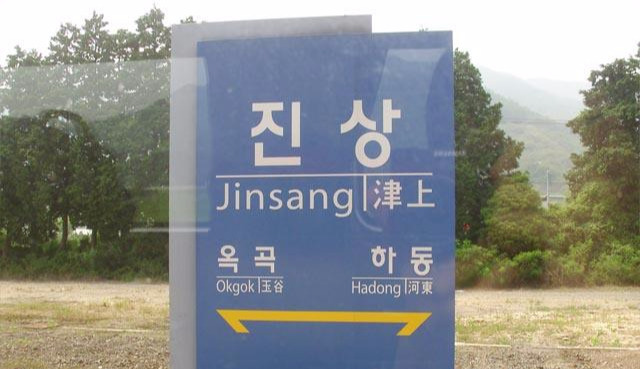 진 상
Jinsang 津上
옥 곡 하 동
Okgok 玉谷 Hadong 河東